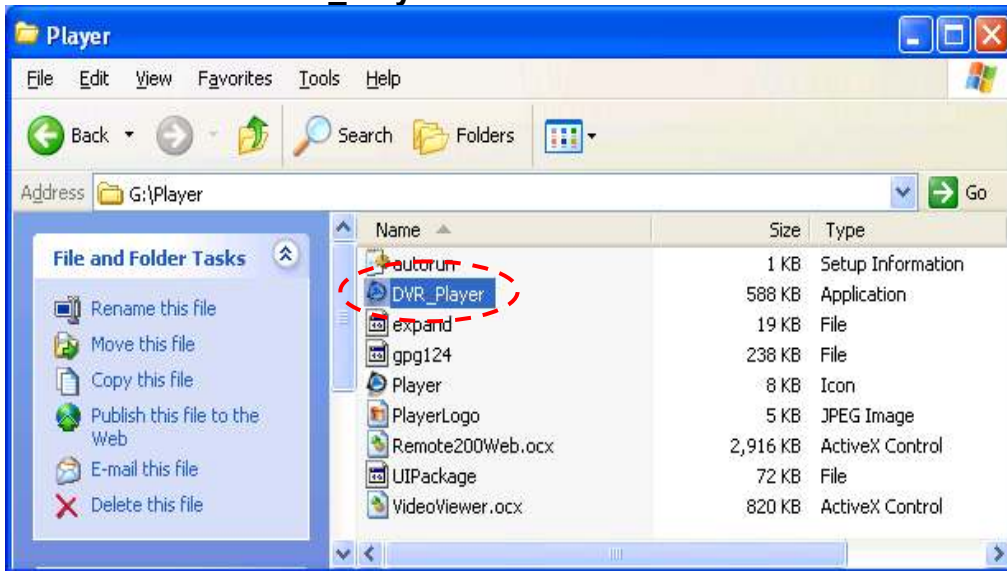 Player
File Edit View Favorites Tools Help
Back Search Folders
Address G:\Player Go
Name Size Type
File and Folder Tasks
autorun 1 KB Setup Information
DVR_Player 588 KB Application
Rename this file
expand 19 KB File
Move this file
gpg124 238 KB File
Copy this file
Player 8 KB Icon
Publish this file to the
Web
PlayerLogo 5 KB JPEG Image
Remote200Web.ocx 2,916 KB ActiveX Control
E-mail this file
UIPackage 72 KB File
Delete this file
VideoViewer.ocx 820 KB ActiveX Control